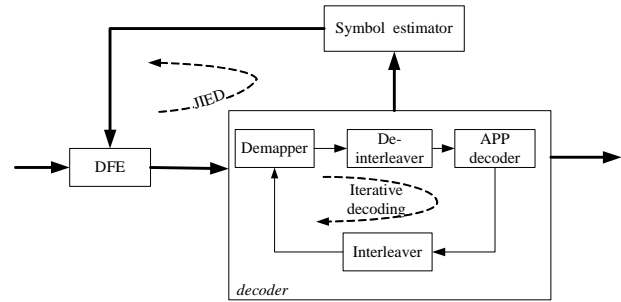 Symbol estimator
JIED
DFE
Demapper
De-
interleaver
APP
decoder
Iterative
decoding
Interleaver
decoder